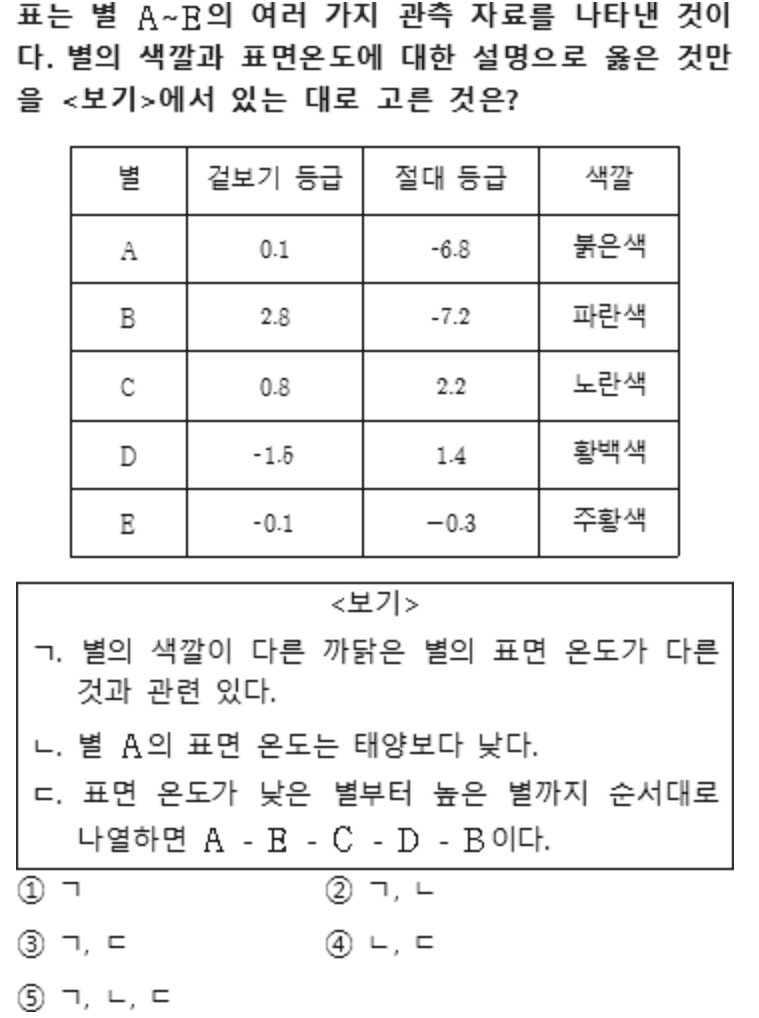 표는 별 A~E의 여러 가지 관측 자료를 나타낸 것이
다. 별의 색깔과 표면온도에 대한 설명으로 옳은 것만
을 <보기>에서 있는 대로 고른 것은?
별 겉보기 등급 절대 등급 색깔
A 0.1 -6.8 붉은색
B 2.8 -7.2 파란색
C 0.8 2.2 노란색
D -1.5 1.4 황백색
E -0.1 -0.3 주황색
<보기>
ㄱ. 별의 색깔이 다른 까닭은 별의 표면 온도가 다른
것과 관련 있다.
ㄴ. 별 A의 표면 온도는 태양보다 낮다.
ㄷ. 표면 온도가 낮은 별부터 높은 별까지 순서대로
나열하면 A - E - C - D - B이다.
① ㄱ ② ㄱ, ㄴ
③ ㄱ, ㄷ ④ ㄴ, ㄷ
⑤ ㄱ, ㄴ, ㄷ